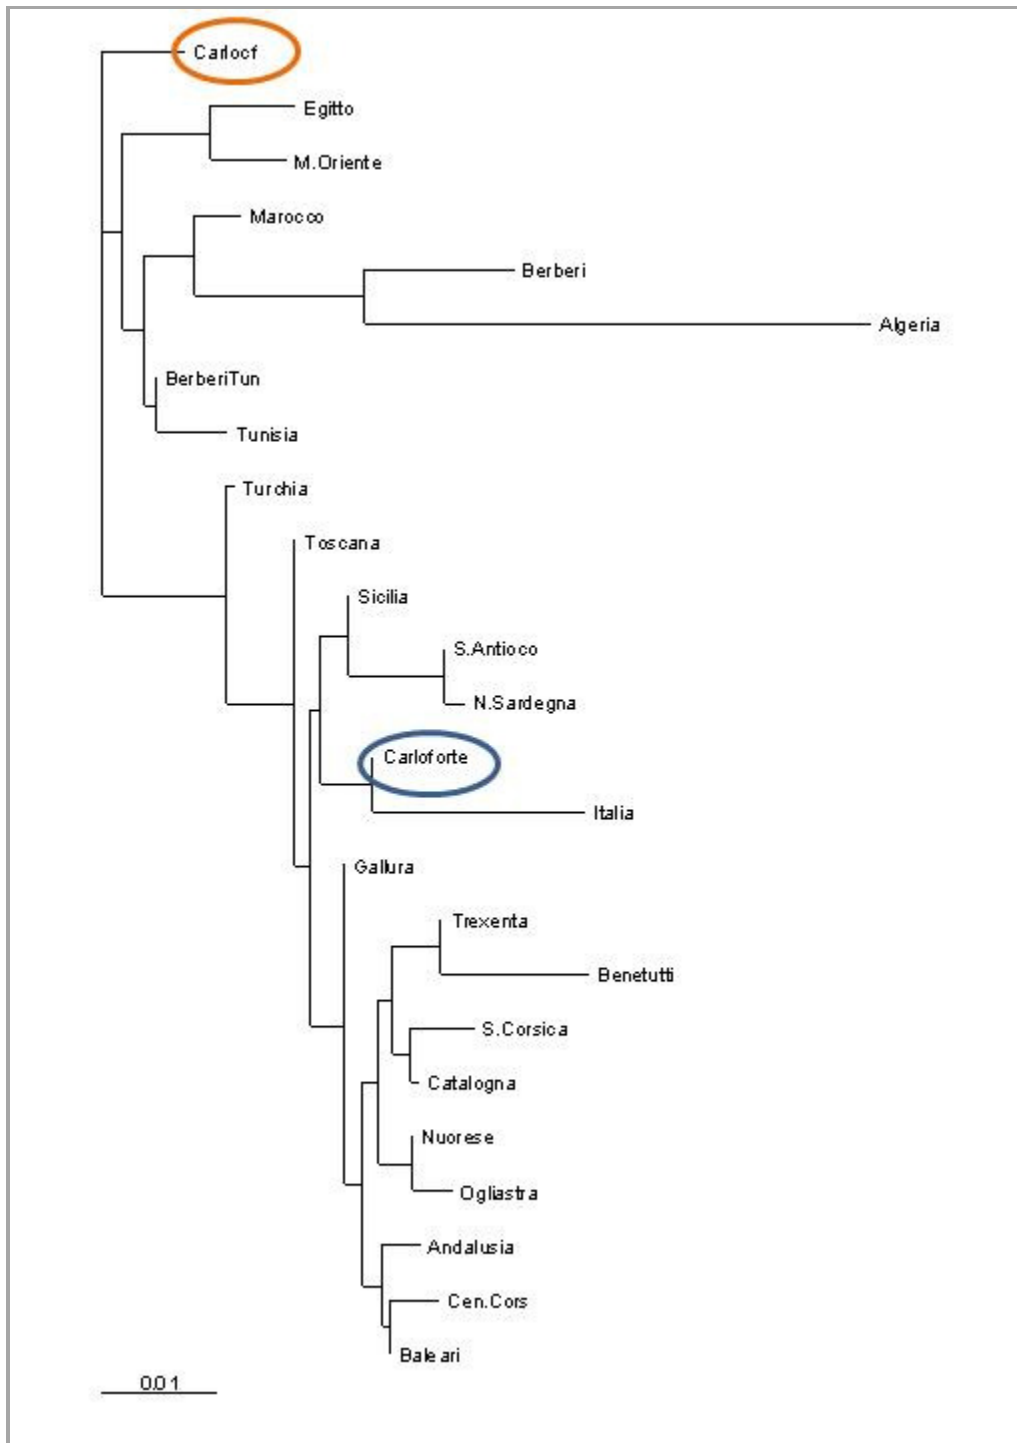 Carlocf
Egitto
M.Oriente
Marocco
Berberi
Algeria
BerberiTun
Tunisia
Turchia
Toscana
Sicilia
S.Antioco
N.Sardegna
Carloforte
Italia
Gallura
Trexenta
Benetutti
S.Corsica
Catalogna
Nuorese
Ogliastra
Andalusia
Cen.Cors
Baleari
0.01